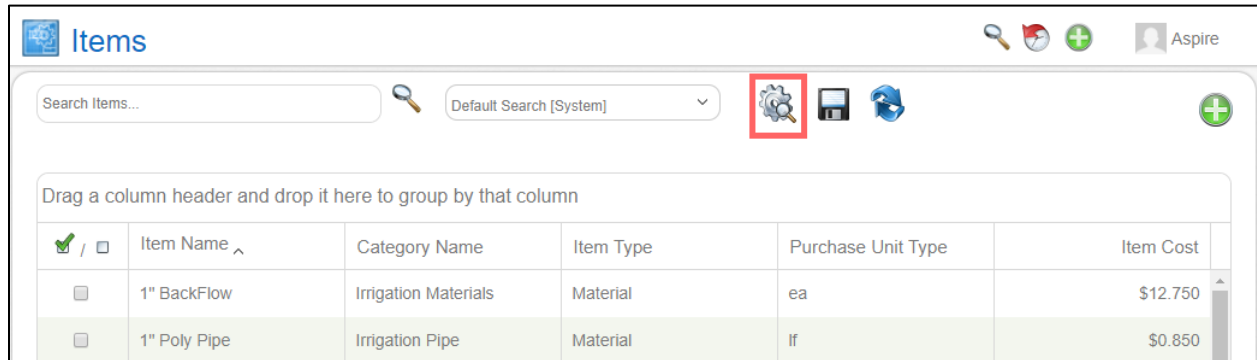 Items
Aspire
Search Items...
Default Search [System]
Drag a column header and drop it here to group by that column
/ Item Name Category Name Item Type Purchase Unit Type Item Cost
1" BackFlow Irrigation Materials Material ea $12.750
1" Poly Pipe Irrigation Pipe Material lf $0.850